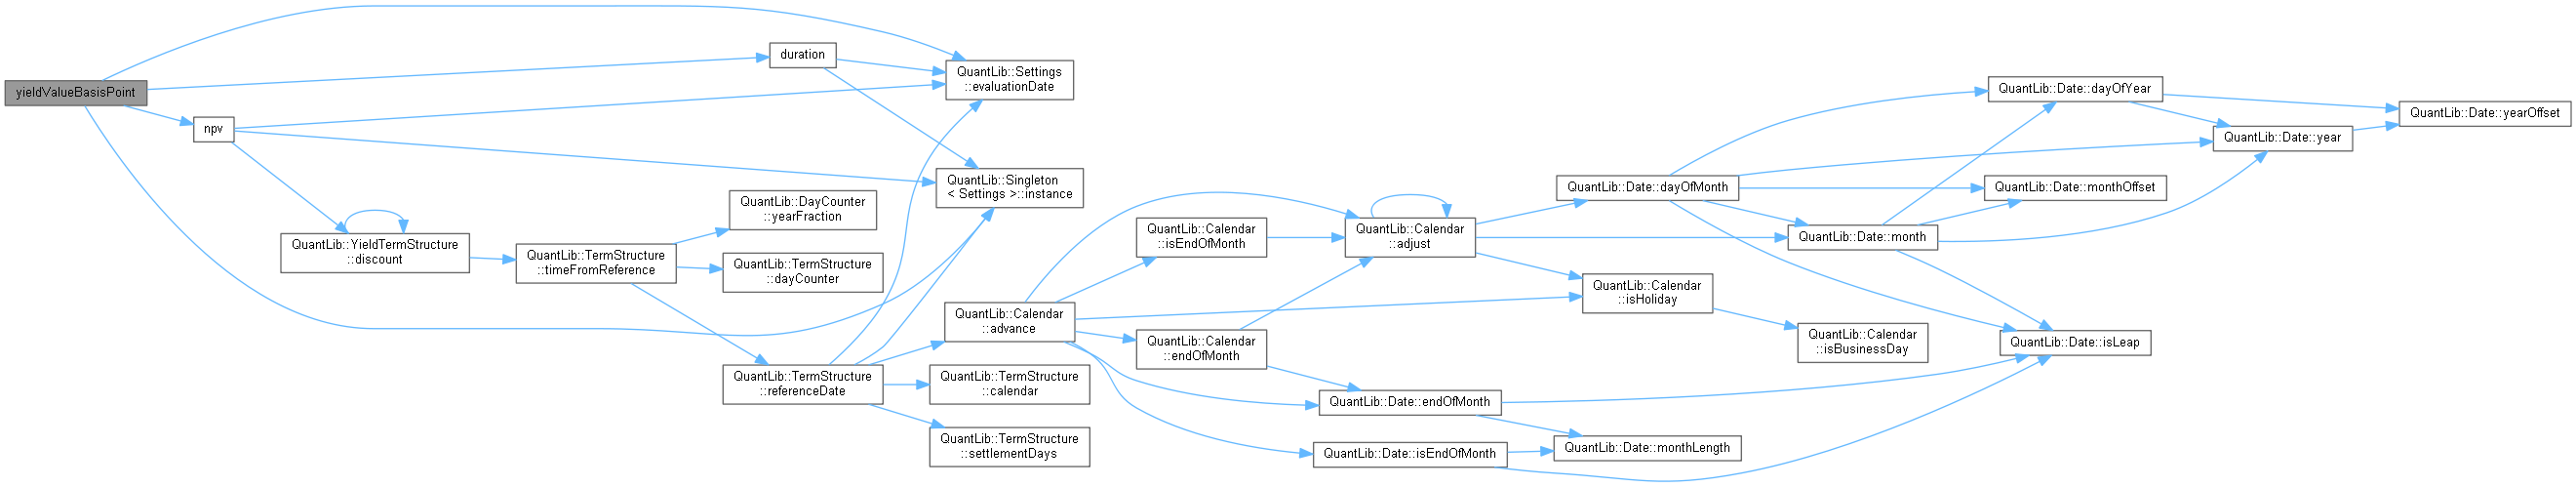 yieldValueBasisPoint
npv
QuantLib::YieldTermStructure
::discount
QuantLib::TermStructure
::timeFromReference
duration
QuantLib::DayCounter
::yearFraction
QuantLib::TermStructure
::dayCounter
QuantLib::TermStructure
::referenceDate
QuantLib::Settings
::evaluationDate
QuantLib::Singleton
< Settings >::instance
QuantLib::Calendar
::advance
QuantLib::TermStructure
::calendar
QuantLib::TermStructure
::settlementDays
QuantLib::Calendar
::isEndOfMonth
QuantLib::Calendar
::endOfMonth
QuantLib::Calendar
::adjust
QuantLib::Date::endOfMonth
QuantLib::Date::isEndOfMonth
QuantLib::Date::dayOfMonth
QuantLib::Calendar
::isHoliday
QuantLib::Date::monthLength
QuantLib::Date::month
QuantLib::Calendar
::isBusinessDay
QuantLib::Date::dayOfYear
QuantLib::Date::monthOffset
QuantLib::Date::isLeap
QuantLib::Date::year
QuantLib::Date::yearOffset